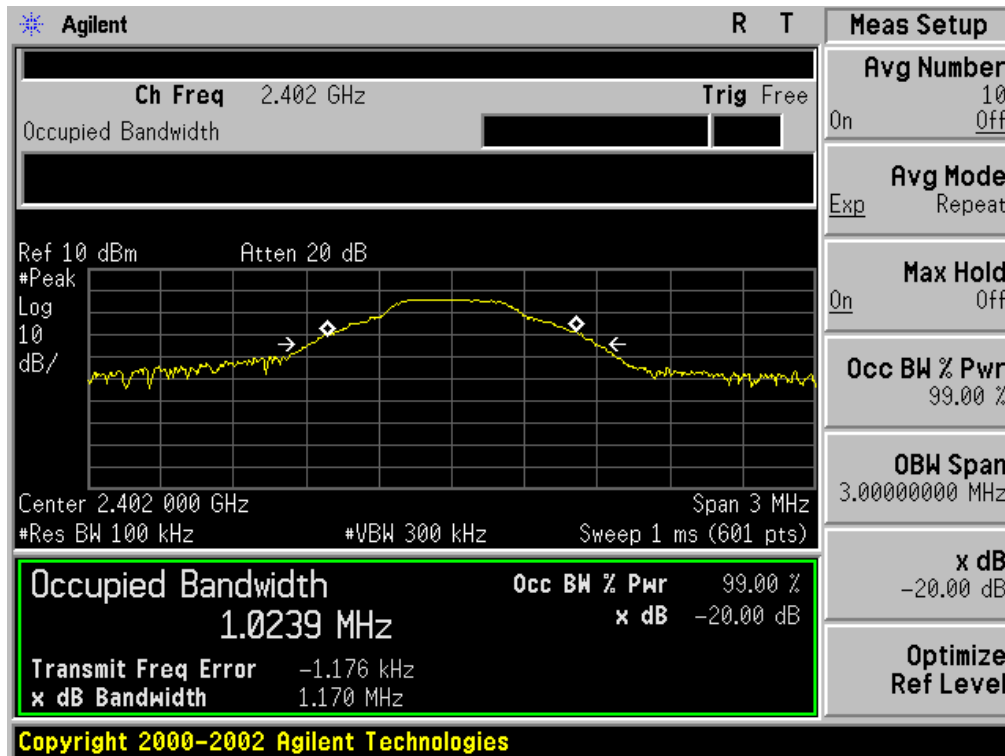 Agilent R T
Ch Freq 2.402 GHz Trig Free
Occupied Bandwidth
Ref 10 dBm Atten 20 dB
#Peak
Log
10
dB/
Center 2.402 000 GHz Span 3 MHz
#Res BW 100 kHz #VBW 300 kHz Sweep 1 ms (601 pts)
Occupied Bandwidth
1.0239 MHz
Occ BW % Pwr 99.00 %
x dB -20.00 dB
Transmit Freq Error -1.176 kHz
x dB Bandwidth 1.170 MHz
Meas Setup
Avg Number
10
On Off
Avg Mode
Exp Repeat
Max Hold
On Off
Occ BW % Pwr
99.00 %
OBW Span
3.00000000 MHz
x dB
-20.00 dB
Optimize
Ref Level
Copyright 2000-2002 Agilent Technologies